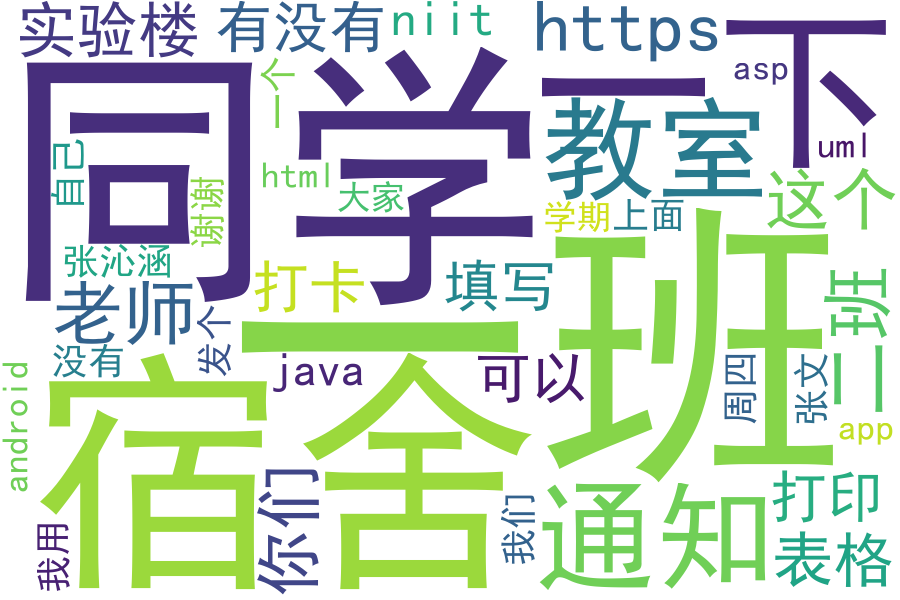 实验楼
有没有
niit
https
一下
asp
uml
同学
一个
教室
自己
谢谢
html
大家
学期
上面
这个
张沁涵
打卡
填写
老师
发个
一班
二班
没有
java
可以
周四
张文
app
android
宿舍
你们
我们
通知
打印
我用
表格